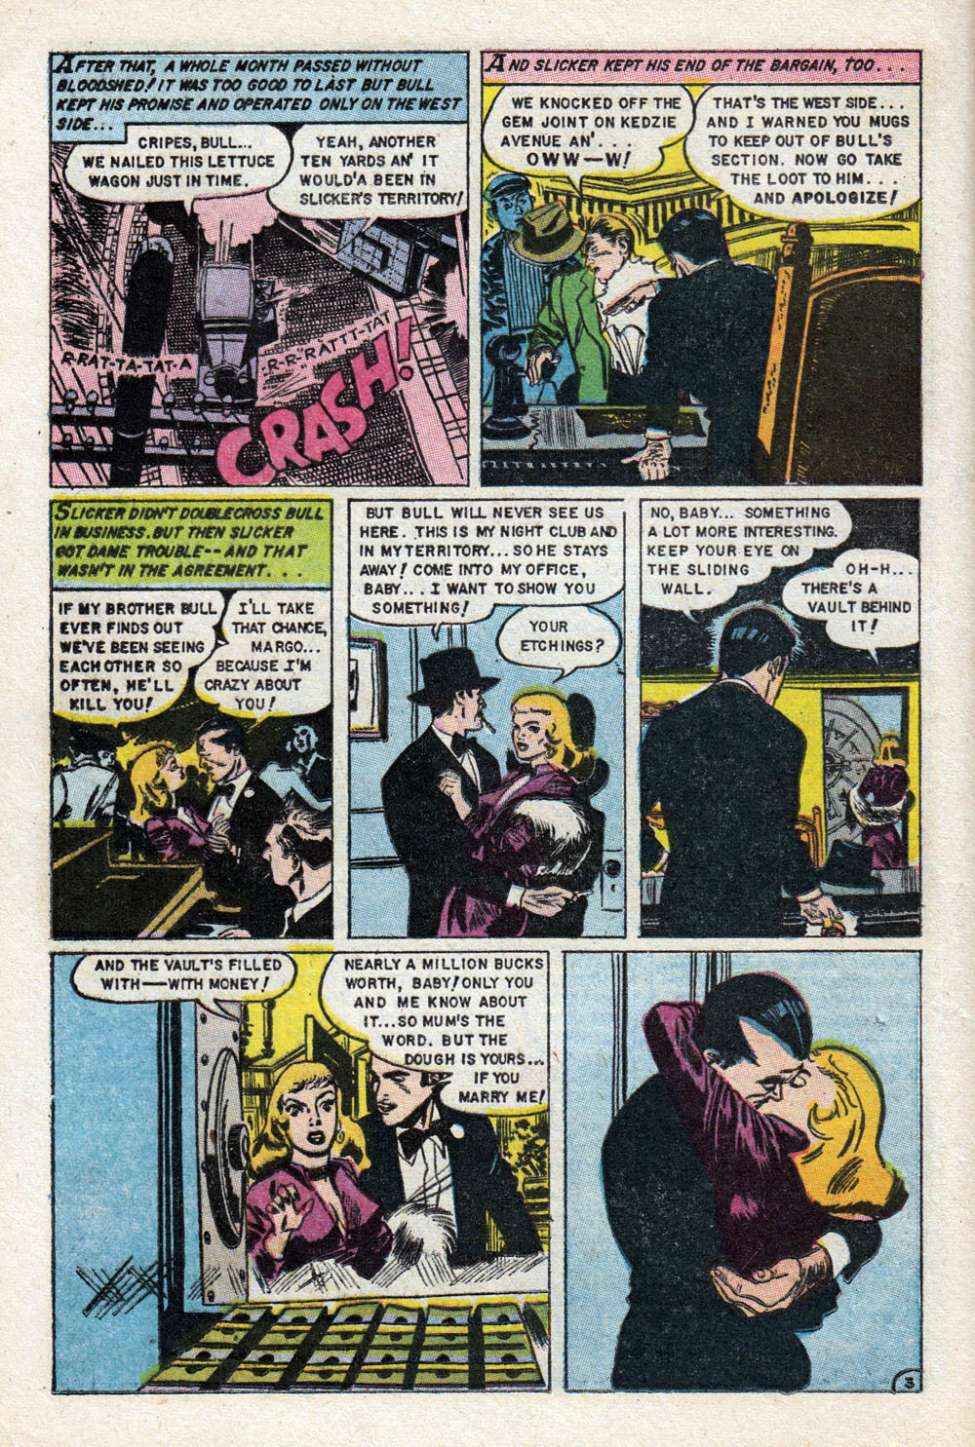 AFTER THAT, A WHOLE MONTH PASSED WITHOUT
BLOODSHED! IT WAS TOO GOOD TO LAST BUT BULL
KEPT HIS PROMISE AND OPERATED ONLY ON THE WEST
SIDE...
CRIPES, BULL...
WE NAILED THIS LETTUCE
WAGON JUST IN TIME.
YEAH, ANOTHER
TEN YARDS AN' IT
WOULD'A BEEN IN
SLICKER'S TERRITORY!
R-RAT-TA-TAT-A
R-R-RATTT-TAT
CRASH!
AND SLICKER KEPT HIS END OF THE BARGAIN, TOO...
WE KNOCKED OFF THE
GEM JOINT ON KEDZIE
AVENUE AN'...
OWW--W!
THAT'S THE WEST SIDE...
AND I WARNED YOU MUGS
TO KEEP OUT OF BULL'S
SECTION. NOW GO TAKE
THE LOOT TO HIM...
AND APOLOGIZE!
SLICKER DIDN'T DOUBLECROSS BULL
IN BUSINESS. BUT THEN SLICKER
GOT DAME TROUBLE--AND THAT
WASN'T IN THE AGREEMENT...
IF MY BROTHER BULL
EVER FINDS OUT
WE'VE BEEN SEEING
EACH OTHER SO
OFTEN, HE'LL
KILL YOU!
I'LL TAKE
THAT CHANCE,
MARGO...
BECAUSE I'M
CRAZY ABOUT
YOU!
BUT BULL WILL NEVER SEE US
HERE. THIS IS MY NIGHT CLUB AND
IN MY TERRITORY...SO HE STAYS
AWAY! COME INTO MY OFFICE,
BABY... I WANT TO SHOW YOU
SOMETHING!
YOUR
ETCHINGS?
NO, BABY... SOMETHING
A LOT MORE INTERESTING.
KEEP YOUR EYE ON
THE SLIDING
WALL.
OH-H...
THERE'S A
VAULT BEHIND
IT!
AND THE VAULT'S FILLED
WITH--WITH MONEY!
NEARLY A MILLION BUCKS
WORTH, BABY! ONLY YOU
AND ME KNOW ABOUT
IT...SO MUM'S THE
WORD. BUT THE
DOUGH IS YOURS...
IF YOU
MARRY ME!
3